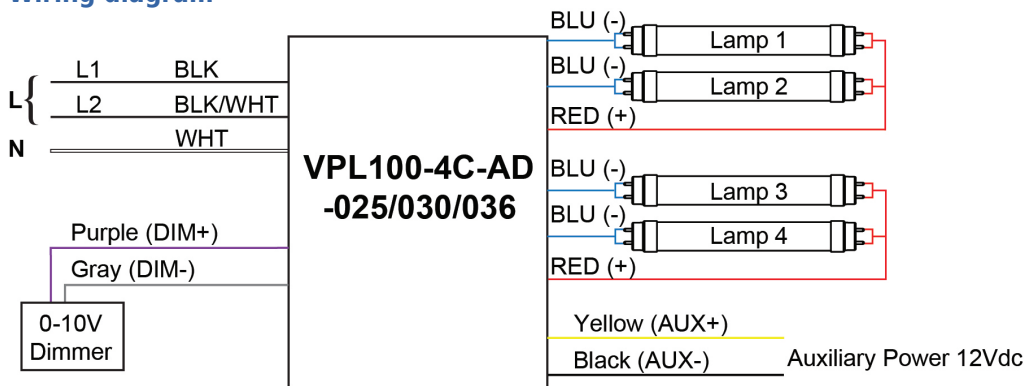 Wiring diagram
L1 BLK
L2 BLK/WHT
L
WHT
N
Purple (DIM+)
Gray (DIM-)
0-10V
Dimmer
VPL100-4C-AD
-025/030/036
BLU (-)
Lamp 1
BLU (-)
Lamp 2
RED (+)
BLU (-)
Lamp 3
BLU (-)
Lamp 4
RED (+)
Yellow (AUX+)
Black (AUX-)
Auxiliary Power 12Vdc